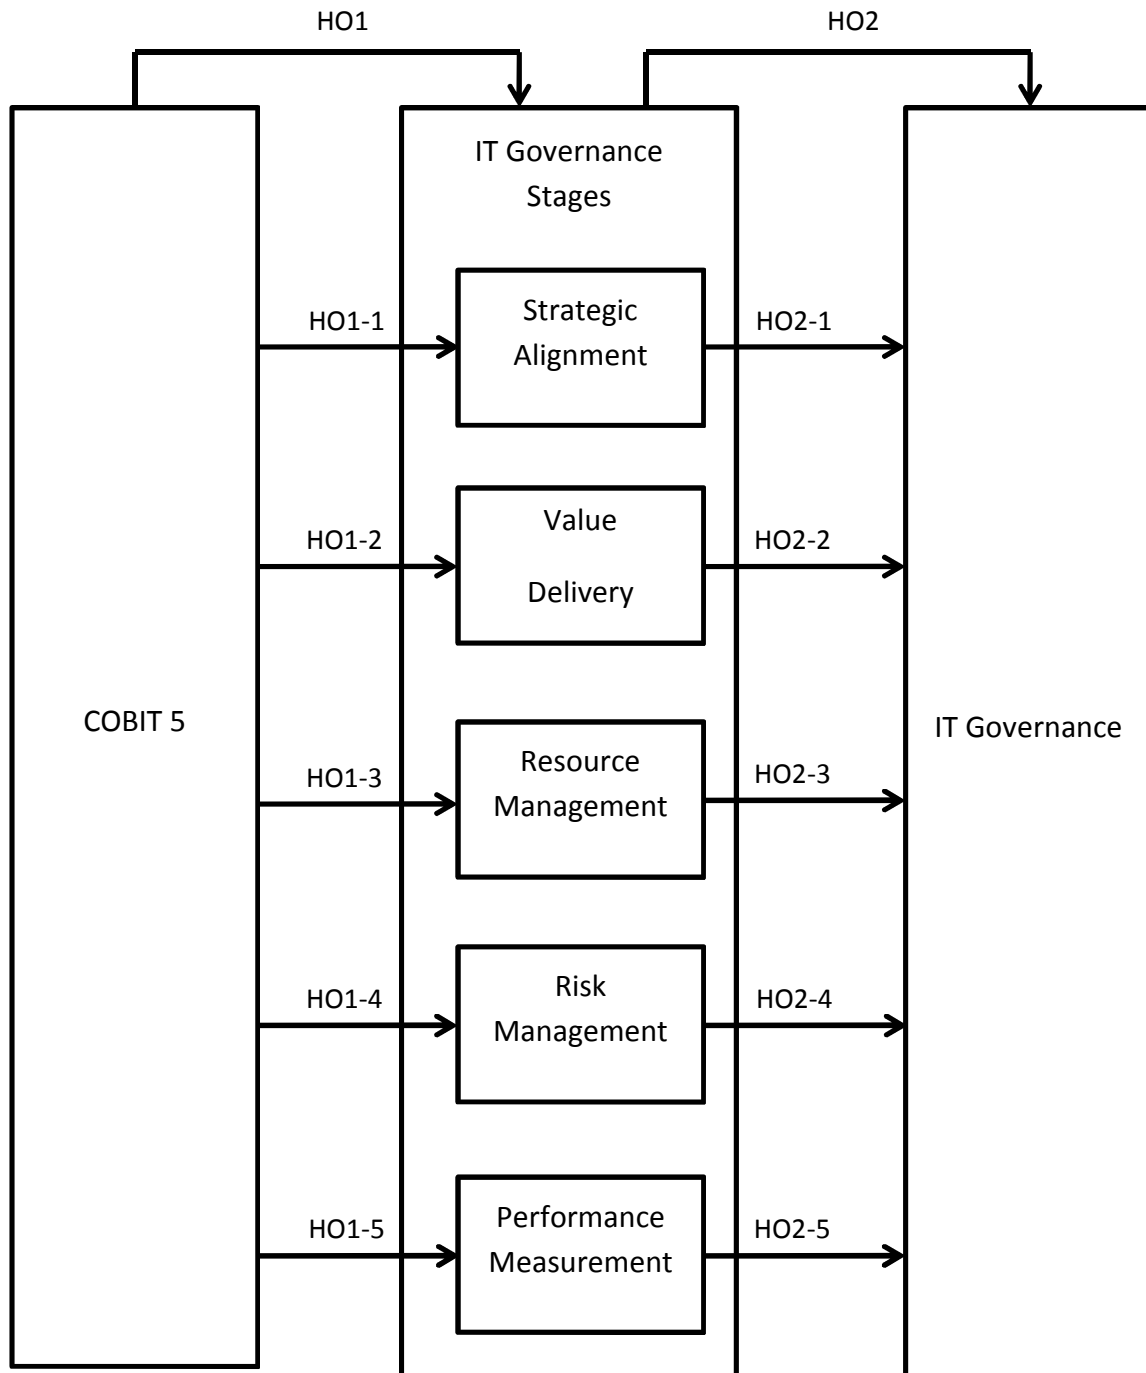 HO1
HO2
IT Governance
Stages
Strategic
Alignment
HO1-1
HO2-1
Value
Delivery
HO1-2
HO2-2
COBIT 5
IT Governance
Resource
Management
HO1-3
HO2-3
Risk
Management
HO1-4
HO2-4
Performance
Measurement
HO1-5
HO2-5